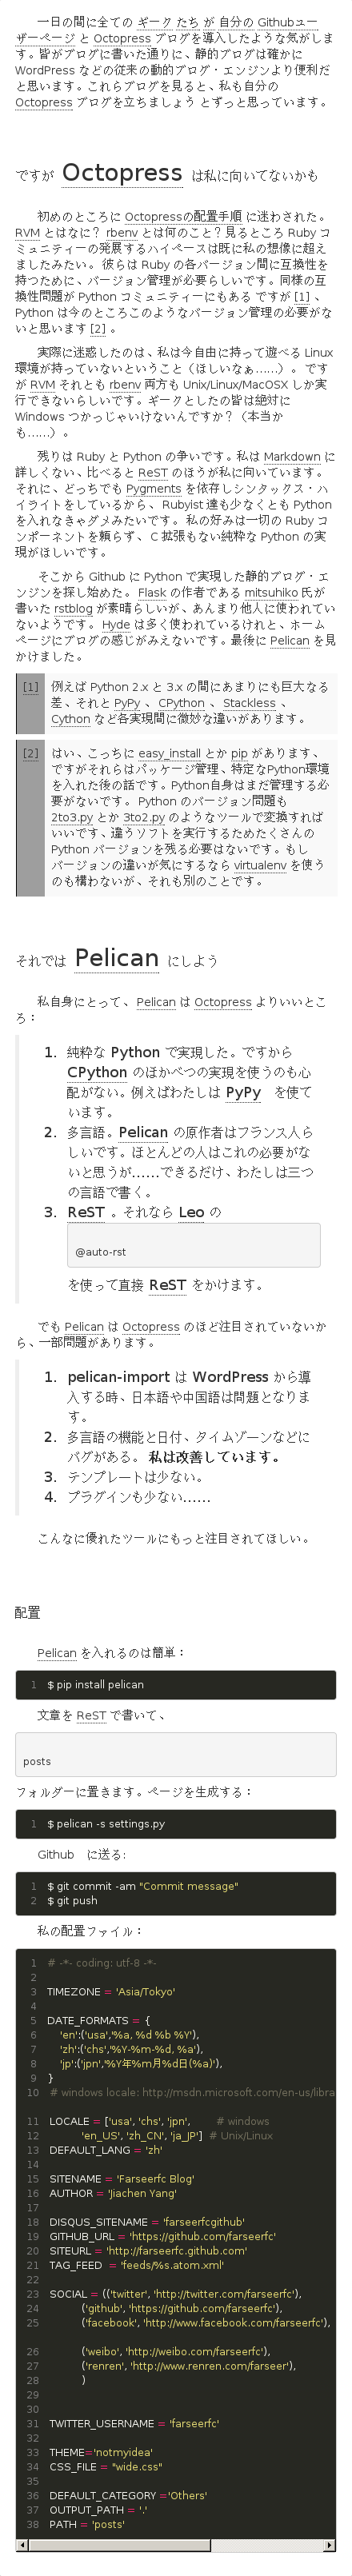 一日の間に全ての ギーク たち が 自分の Githubユー
ザーページ と Octopress ブログを導入したような気がしま
す。皆がブログに書いた通りに、静的ブログは確かに
WordPress などの従来の動的ブログ・エンジンより便利だ
と思います。これらブログを見ると、私も自分の
Octopress ブログを立ちましょう とずっと思っています。
ですが Octopress は私に向いてないかも
初めのところに Octopressの配置手順 に迷わされた。
RVM とはなに？ rbenv とは何のこと？見るところ Ruby コ
ミュニティーの発展するハイペースは既に私の想像に超え
ましたみたい。 彼らは Ruby の各バージョン間に互換性を
持つために、バージョン管理が必要らしいです。同様の互
換性問題が Python コミュニティーにもある ですが [1] 、
Python は今のところこのようなバージョン管理の必要がな
いと思います [2] 。
実際に迷惑したのは、私は今自由に持って遊べる Linux
環境が持っていないということ（ほしいなぁ……）。 です
が RVM それとも rbenv 両方も Unix/Linux/MacOSX しか実
行できないらしいです。ギークとしたの皆は絶対に
Windows つかっじゃいけないんですか？（本当か
も……）。
残りは Ruby と Python の争いです。私は Markdown に
詳しくない、比べると ReST のほうが私に向いています。
それに、どっちでも Pygments を依存しシンタックス・ハ
イライトをしているから、 Rubyist 達も少なくとも Python
を入れなきゃダメみたいです。 私の好みは一切の Ruby コ
ンポーネントを頼らず、 C 拡張もない純粋な Python の実
現がほしいです。
そこから Github に Python で実現した静的ブログ・エ
ンジンを探し始めた。 Flask の作者である mitsuhiko 氏が
書いた rstblog が素晴らしいが、あんまり他人に使われていな
いようです。 Hyde は多く使われているけれと、ホーム
ページにブログの感じがみえないです。最後に Pelican を見
かけました。
[1] 例えば Python 2.x と 3.x の間にあまりにも巨大なる
差、それと PyPy 、 CPython 、 Stackless 、
Cython など各実現間に微妙な違いがあります。
[2] はい、こっちに easy_install とか pip があります、
ですがそれらはパッケージ管理、特定なPython環境
を入れた後の話です。Python自身はまだ管理する必
要がないです。 Python のバージョン問題も
2to3.py とか 3to2.py のようなツールで変換すれば
いいです、違うソフトを実行するためたくさんの
Python バージョンを残る必要はないです。もし
バージョンの違いが気にするなら virtualenv を使う
のも構わないが、それも別のことです。
それでは Pelican にしよう
私自身にとって、 Pelican は Octopress よりいいとこ
ろ：
1. 純粋な Python で実現した。ですから
CPython のほかべつの実現を使うのも心
配がない。例えばわたしは PyPy を使て
います。
2. 多言語。Pelican の原作者はフランス人ら
しいです。ほとんどの人はこれの必要がな
いと思うが……できるだけ、わたしは三つ
の言語で書く。
3. ReST 。それなら Leo の
@auto-rst
を使って直接 ReST をかけます。
でも Pelican は Octopress のほど注目されていないか
ら、一部問題があります。
1. pelican-import は WordPress から導
入する時、日本語や中国語は問題となりま
す。
2. 多言語の機能と日付、タイムゾーンなどに
バグがある。 私は改善しています。
3. テンプレートは少ない。
4. プラグインも少ない……
こんなに優れたツールにもっと注目されてほしい。
配置
Pelican を入れるのは簡単：
1 $ pip install pelican
文章を ReST で書いて、
posts
フォルダーに置きます。ページを生成する：
1 $ pelican -s settings.py
Github に送る:
1 $ git commit -am "Commit message"
2 $ git push
私の配置ファイル：
1 # -*- coding: utf-8 -*-
2
3 TIMEZONE = 'Asia/Tokyo'
4
5 DATE_FORMATS = {
6 'en':('usa','%a, %d %b %Y'),
7 'zh':('chs','%Y-%m-%d, %a'),
8 'jp':('jpn','%Y年%m月%d日(%a)'),
9 }
10 # windows locale: http://msdn.microsoft.com/en-us/libra
11 LOCALE = ['usa', 'chs', 'jpn', # windows
12 'en_US', 'zh_CN', 'ja_JP'] # Unix/Linux
13 DEFAULT_LANG = 'zh'
14
15 SITENAME = 'Farseerfc Blog'
16 AUTHOR = 'Jiachen Yang'
17
18 DISQUS_SITENAME = 'farseerfcgithub'
19 GITHUB_URL = 'https://github.com/farseerfc'
20 SITEURL = 'http://farseerfc.github.com'
21 TAG_FEED = 'feeds/%s.atom.xml'
22
23 SOCIAL = (('twitter', 'http://twitter.com/farseerfc'),
24 ('github', 'https://github.com/farseerfc'),
25 ('facebook', 'http://www.facebook.com/farseerfc'),
26 ('weibo', 'http://weibo.com/farseerfc'),
27 ('renren', 'http://www.renren.com/farseer'),
28 )
29
30
31 TWITTER_USERNAME = 'farseerfc'
32
33 THEME='notmyidea'
34 CSS_FILE = "wide.css"
35
36 DEFAULT_CATEGORY ='Others'
37 OUTPUT_PATH = '.'
38 PATH = 'posts'